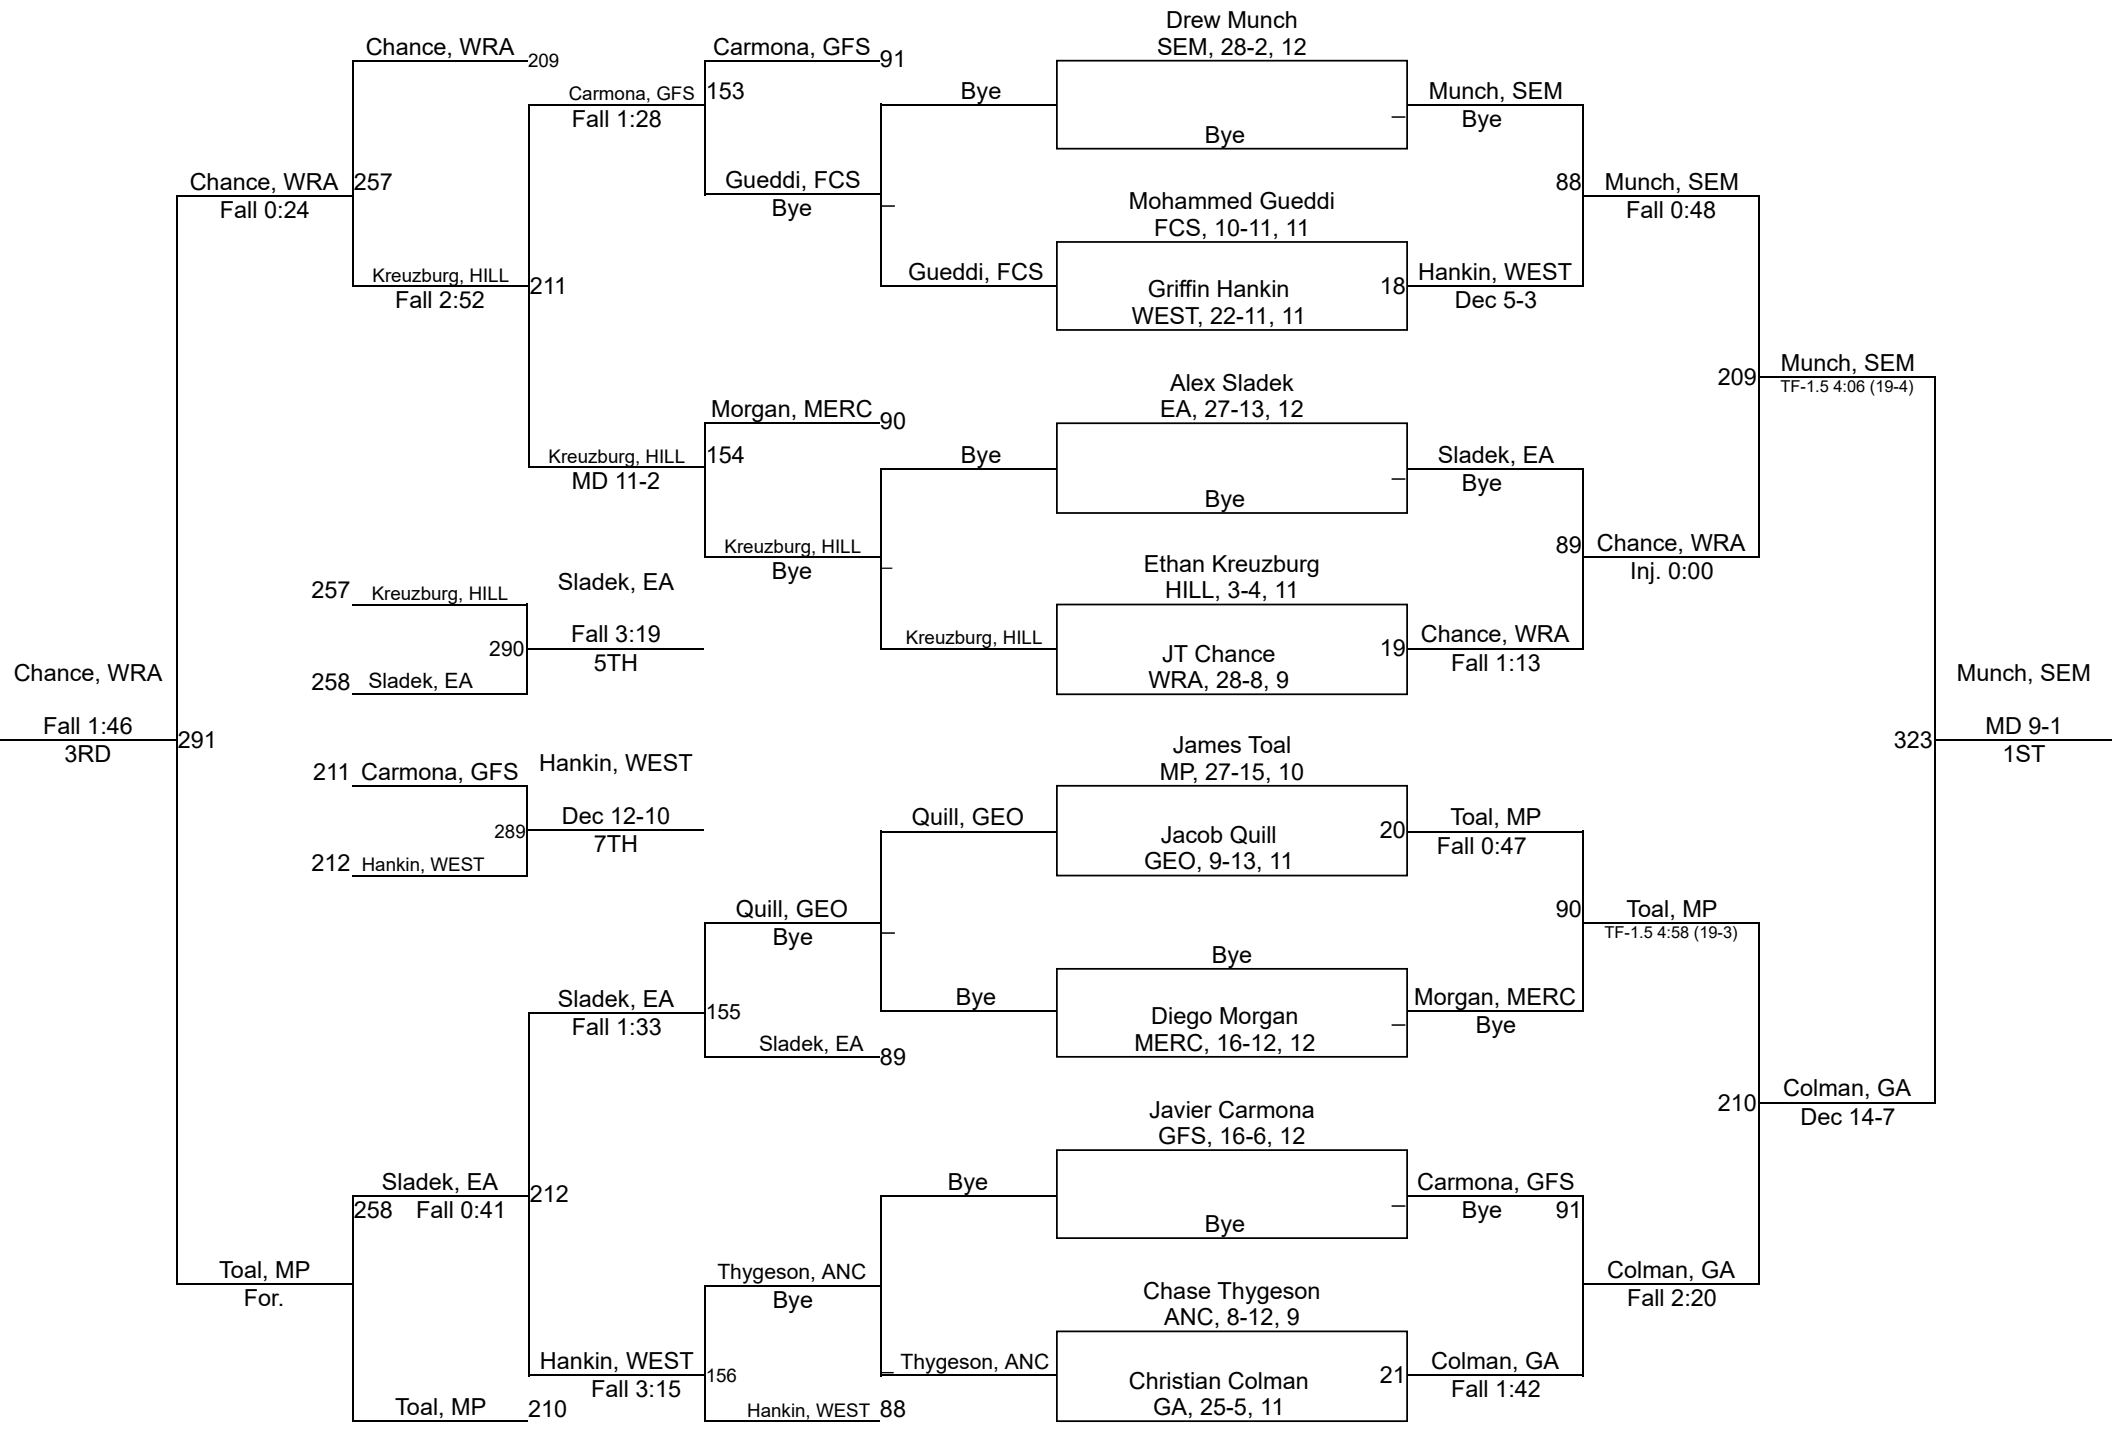 Drew Munch
Chance, WRA
209
Carmona, GFS
91
SEM, 28-2, 12
Carmona, GFS
153
Bye
Munch, SEM
Fall 1:28
Bye
Bye
Chance, WRA
257
Gueddi, FCS
88
Munch, SEM
Fall 0:24
Bye
Mohammed Gueddi
Fall 0:48
FCS, 10-11, 11
Kreuzburg, HILL
211
Gueddi, FCS
Griffin Hankin
18
Hankin, WEST
Fall 2:52
WEST, 22-11, 11
Dec 5-3
Alex Sladek
209
Munch, SEM
EA, 27-13, 12
TF-1.5 4:06 (19-4)
Morgan, MERC
90
Kreuzburg, HILL
154
Bye
Sladek, EA
MD 11-2
Bye
Bye
Kreuzburg, HILL
89
Chance, WRA
Bye
Ethan Kreuzburg
Inj. 0:00
257
Kreuzburg, HILL
Sladek, EA
HILL, 3-4, 11
290
Fall 3:19
Kreuzburg, HILL
JT Chance
19
Chance, WRA
5TH
WRA, 28-8, 9
Fall 1:13
258
Sladek, EA
Chance, WRA
Munch, SEM
Fall 1:46
291
323
MD 9-1
3RD
1ST
James Toal
211
Carmona, GFS
Hankin, WEST
MP, 27-15, 10
289
Dec 12-10
Quill, GEO
Jacob Quill
20
Toal, MP
7TH
GEO, 9-13, 11
Fall 0:47
212
Hankin, WEST
Quill, GEO
90
Toal, MP
Bye
TF-1.5 4:58 (19-3)
Bye
Sladek, EA
155
Bye
Diego Morgan
Morgan, MERC
Fall 1:33
MERC, 16-12, 12
Bye
Sladek, EA
89
Javier Carmona
210
Colman, GA
GFS, 16-6, 12
Dec 14-7
Sladek, EA
212
Bye
Carmona, GFS
258
Fall 0:41
Bye
Bye
91
Toal, MP
Thygeson, ANC
Colman, GA
For.
Bye
Chase Thygeson
Fall 2:20
ANC, 8-12, 9
Hankin, WEST
156
Thygeson, ANC
Christian Colman
21
Colman, GA
Fall 3:15
GA, 25-5, 11
Fall 1:42
Toal, MP
210
Hankin, WEST
88